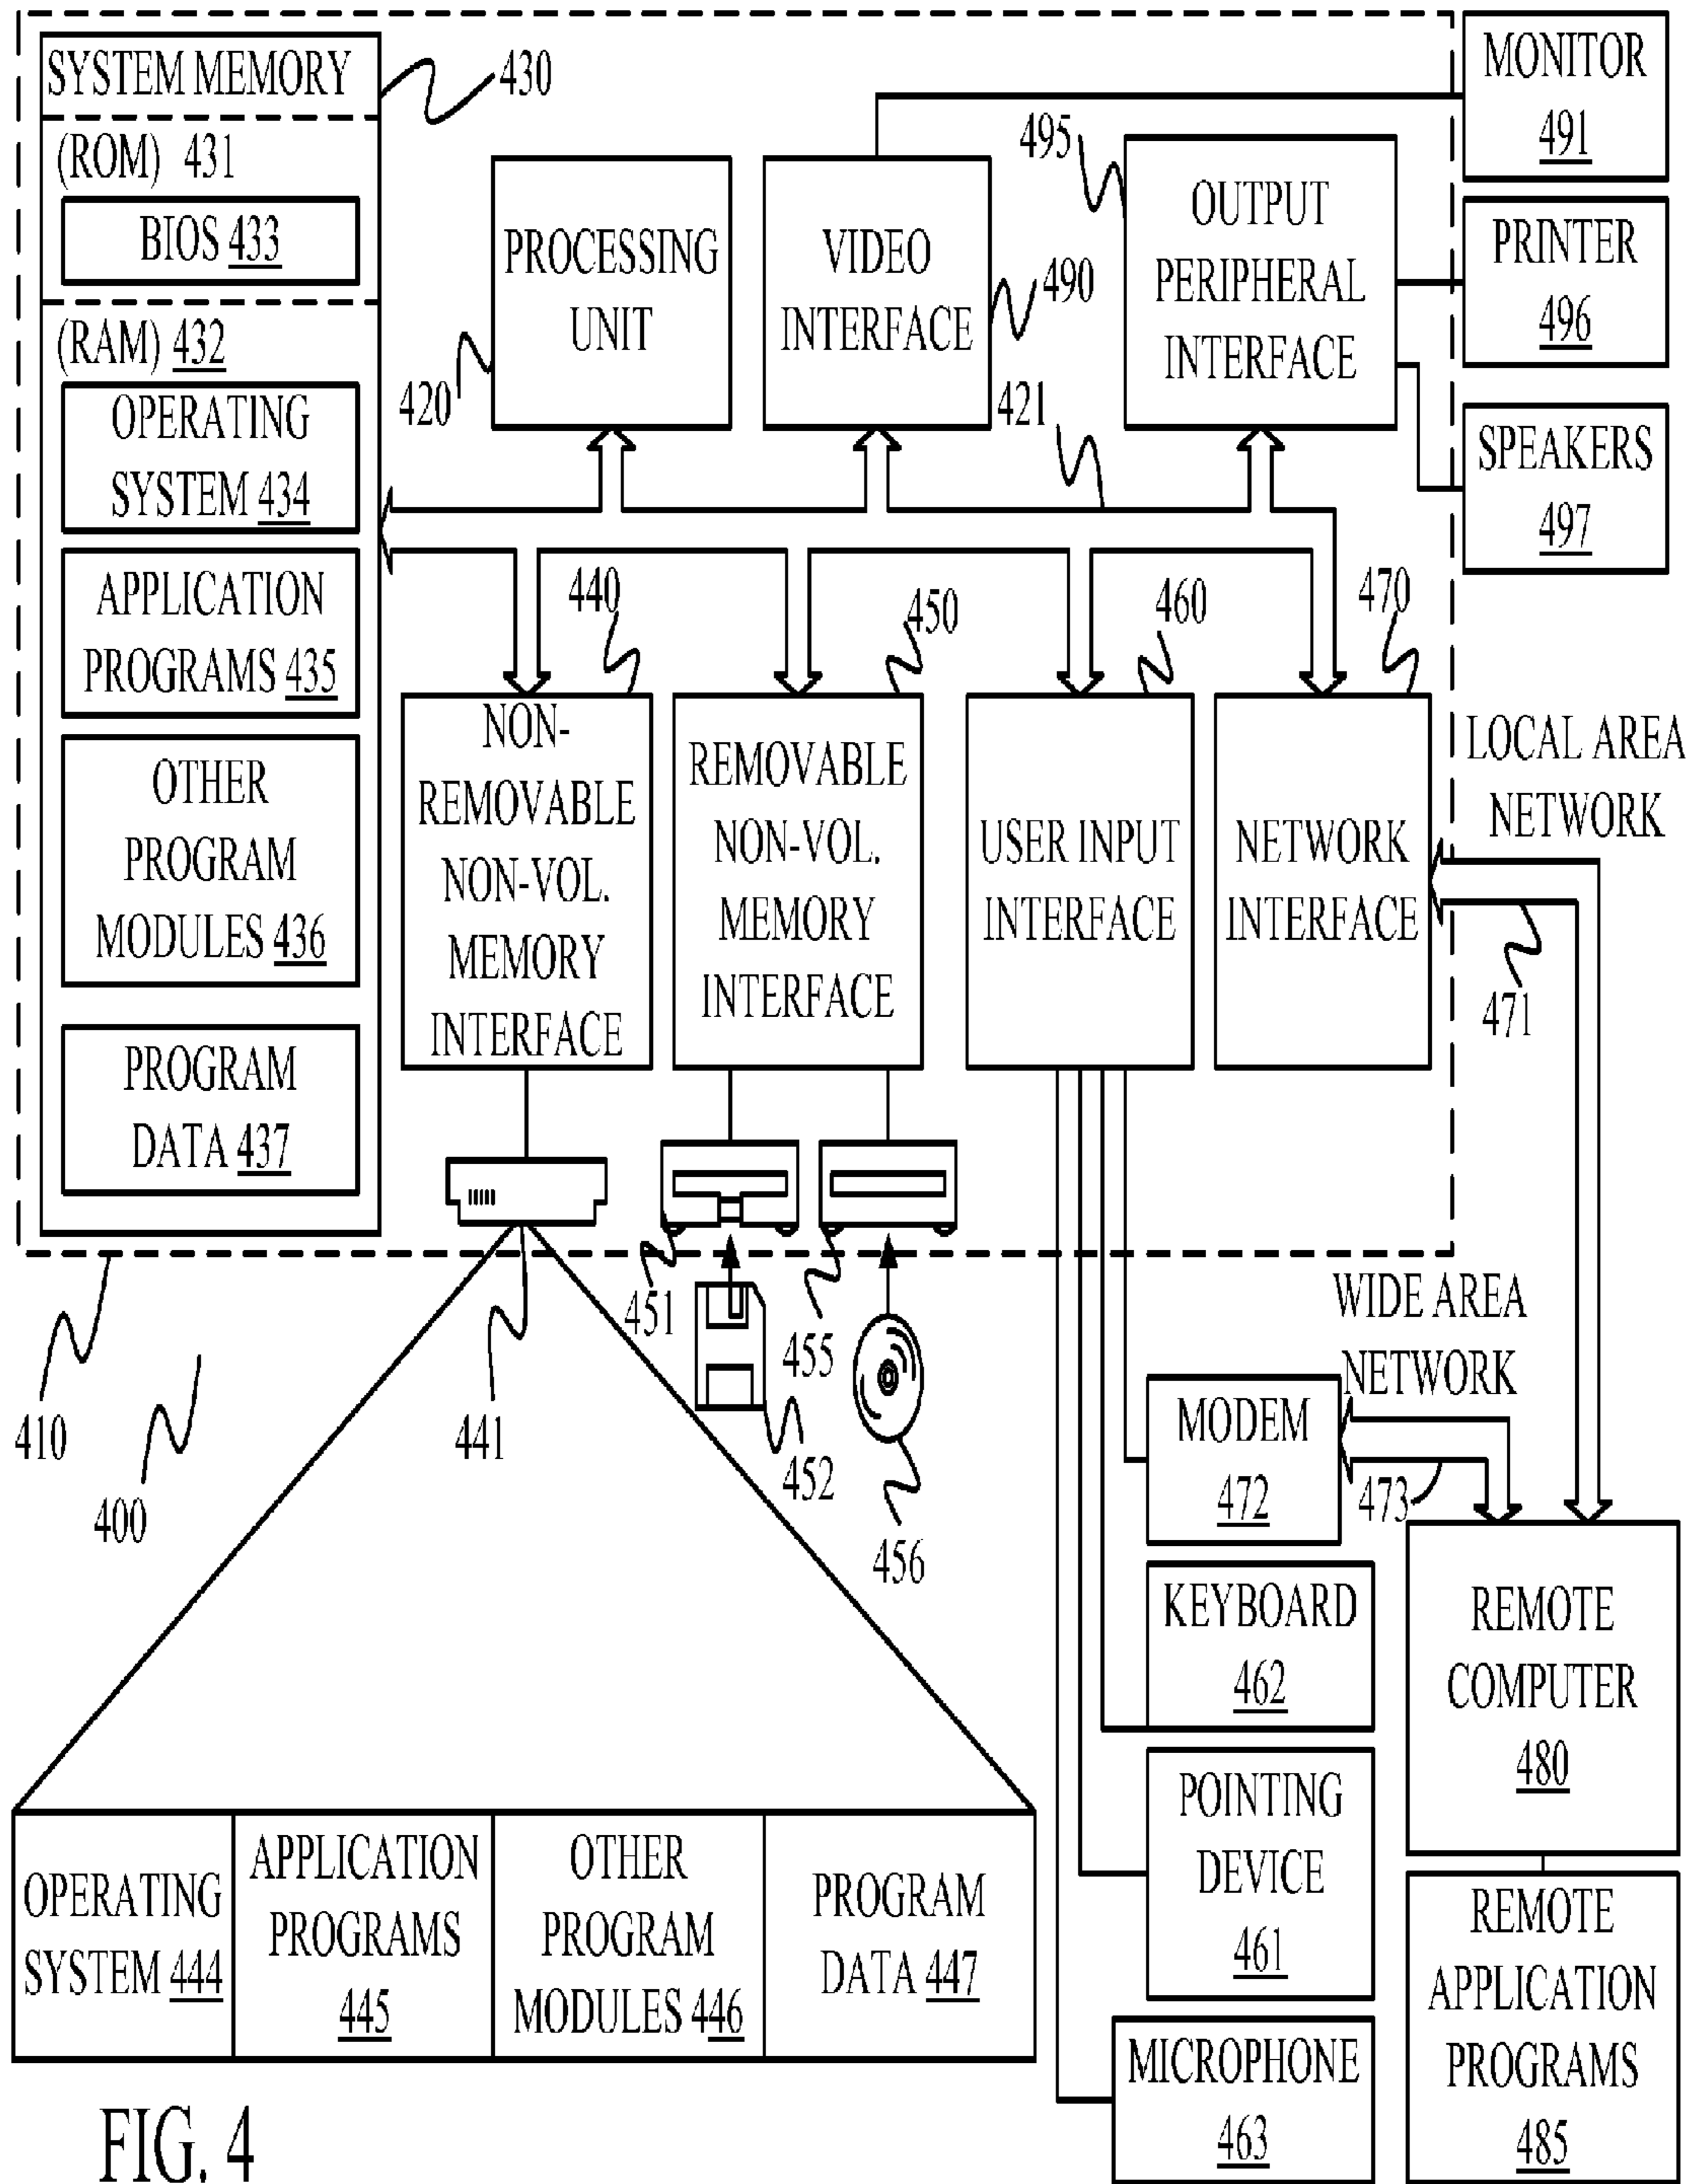 SYSTEM MEMORY
430
(ROM) 431
BIOS 433
(RAM) 432
OPERATING
SYSTEM 434
APPLICATION
PROGRAMS 435
OTHER
PROGRAM
MODULES 436
PROGRAM
DATA 437
PROCESSING
UNIT
420
VIDEO
INTERFACE
490
421
495
OUTPUT
PERIPHERAL
INTERFACE
MONITOR
491
PRINTER
496
SPEAKERS
497
440
NON-
REMOVABLE
NON-VOL.
MEMORY
INTERFACE
450
REMOVABLE
NON-VOL.
MEMORY
INTERFACE
460
USER INPUT
INTERFACE
470
NETWORK
INTERFACE
LOCAL AREA
NETWORK
471
410
400
441
451
452
455
456
WIDE AREA
NETWORK
MODEM
472
473
KEYBOARD
462
POINTING
DEVICE
461
MICROPHONE
463
REMOTE
COMPUTER
480
REMOTE
APPLICATION
PROGRAMS
485
OPERATING
SYSTEM 444
APPLICATION
PROGRAMS
445
OTHER
PROGRAM
MODULES 446
PROGRAM
DATA 447
FIG. 4